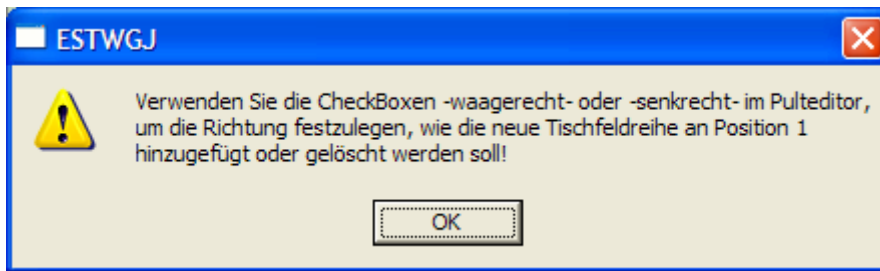 ESTWGJ
Verwenden Sie die CheckBoxen -waagerecht- oder -senkrecht- im Pulteditor,
um die Richtung festzulegen, wie die neue Tischfeldreihe an Position 1
hinzugefügt oder gelöscht werden soll!
OK